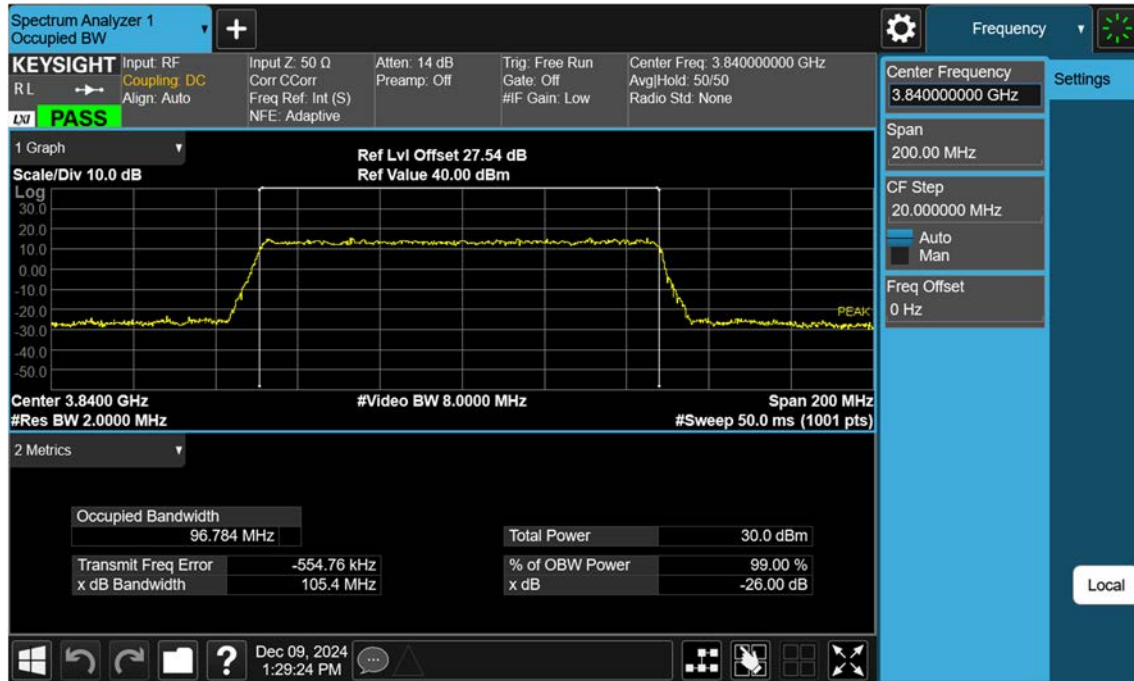 Spectrum Analyzer 1
Occupied BW
Frequency
KEYSIGHT
RL
LXI
PASS
Input: RF
Coupling: DC
Align: Auto
Input Z: 50 Ω
Corr CCorr
Freq Ref: Int (S)
NFE: Adaptive
Atten: 14 dB
Preamp: Off
Trig: Free Run
Gate: Off
#IF Gain: Low
Center Freq: 3.840000000 GHz
Avg|Hold: 50/50
Radio Std: None
1 Graph
Scale/Div 10.0 dB
Ref Lvl Offset 27.54 dB
Ref Value 40.00 dBm
Log
30.0
20.0
10.0
0.00
-10.0
-20.0
-30.0
-40.0
-50.0
PEAK
Center 3.8400 GHz
#Video BW 8.0000 MHz
Span 200 MHz
#Res BW 2.0000 MHz
#Sweep 50.0 ms (1001 pts)
2 Metrics
Occupied Bandwidth
96.784 MHz
Total Power 30.0 dBm
Transmit Freq Error -554.76 kHz
% of OBW Power 99.00 %
x dB Bandwidth 105.4 MHz
x dB -26.00 dB
Dec 09, 2024
1:29:24 PM
Center Frequency
3.840000000 GHz
Span
200.00 MHz
CF Step
20.000000 MHz
Auto
Man
Freq Offset
0 Hz
Settings
Local